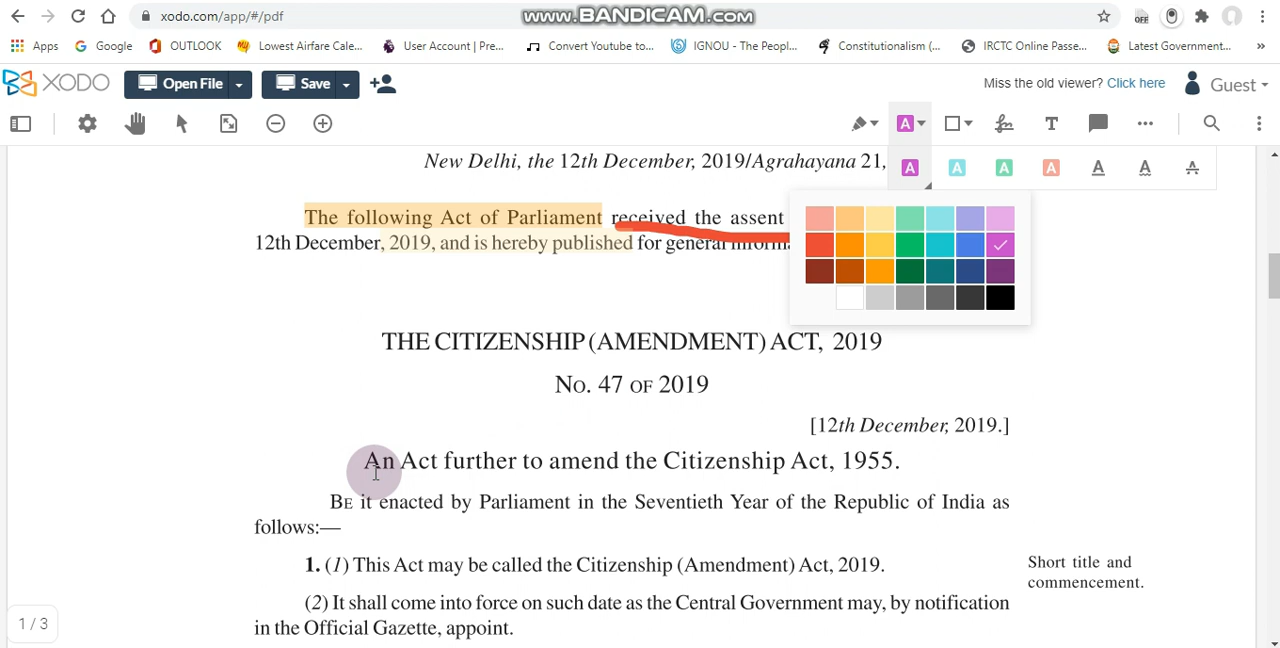 xodo.com/app/#/pdf
www.BANDICAM.com
OFF
Apps
Google
OUTLOOK
Lowest Airfare Cale...
User Account | Pre...
Convert Youtube to...
IGNOU - The Peopl...
Constitutionalism (...
IRCTC Online Passe...
Latest Government...
»
XODO
Open File
Save
Miss the old viewer? Click here
Guest
A
T
A A A A A A A
New Delhi, the 12th December, 2019/Agrahayana 21,
The following Act of Parliament received the assent
12th December, 2019, and is hereby published for general
THE CITIZENSHIP (AMENDMENT) ACT, 2019
No. 47 OF 2019
[12th December, 2019.]
An Act further to amend the Citizenship Act, 1955.
BE it enacted by Parliament in the Seventieth Year of the Republic of India as
follows:—
1. (1) This Act may be called the Citizenship (Amendment) Act, 2019.
Short title and
commencement.
(2) It shall come into force on such date as the Central Government may, by notification
in the Official Gazette, appoint.
1 / 3